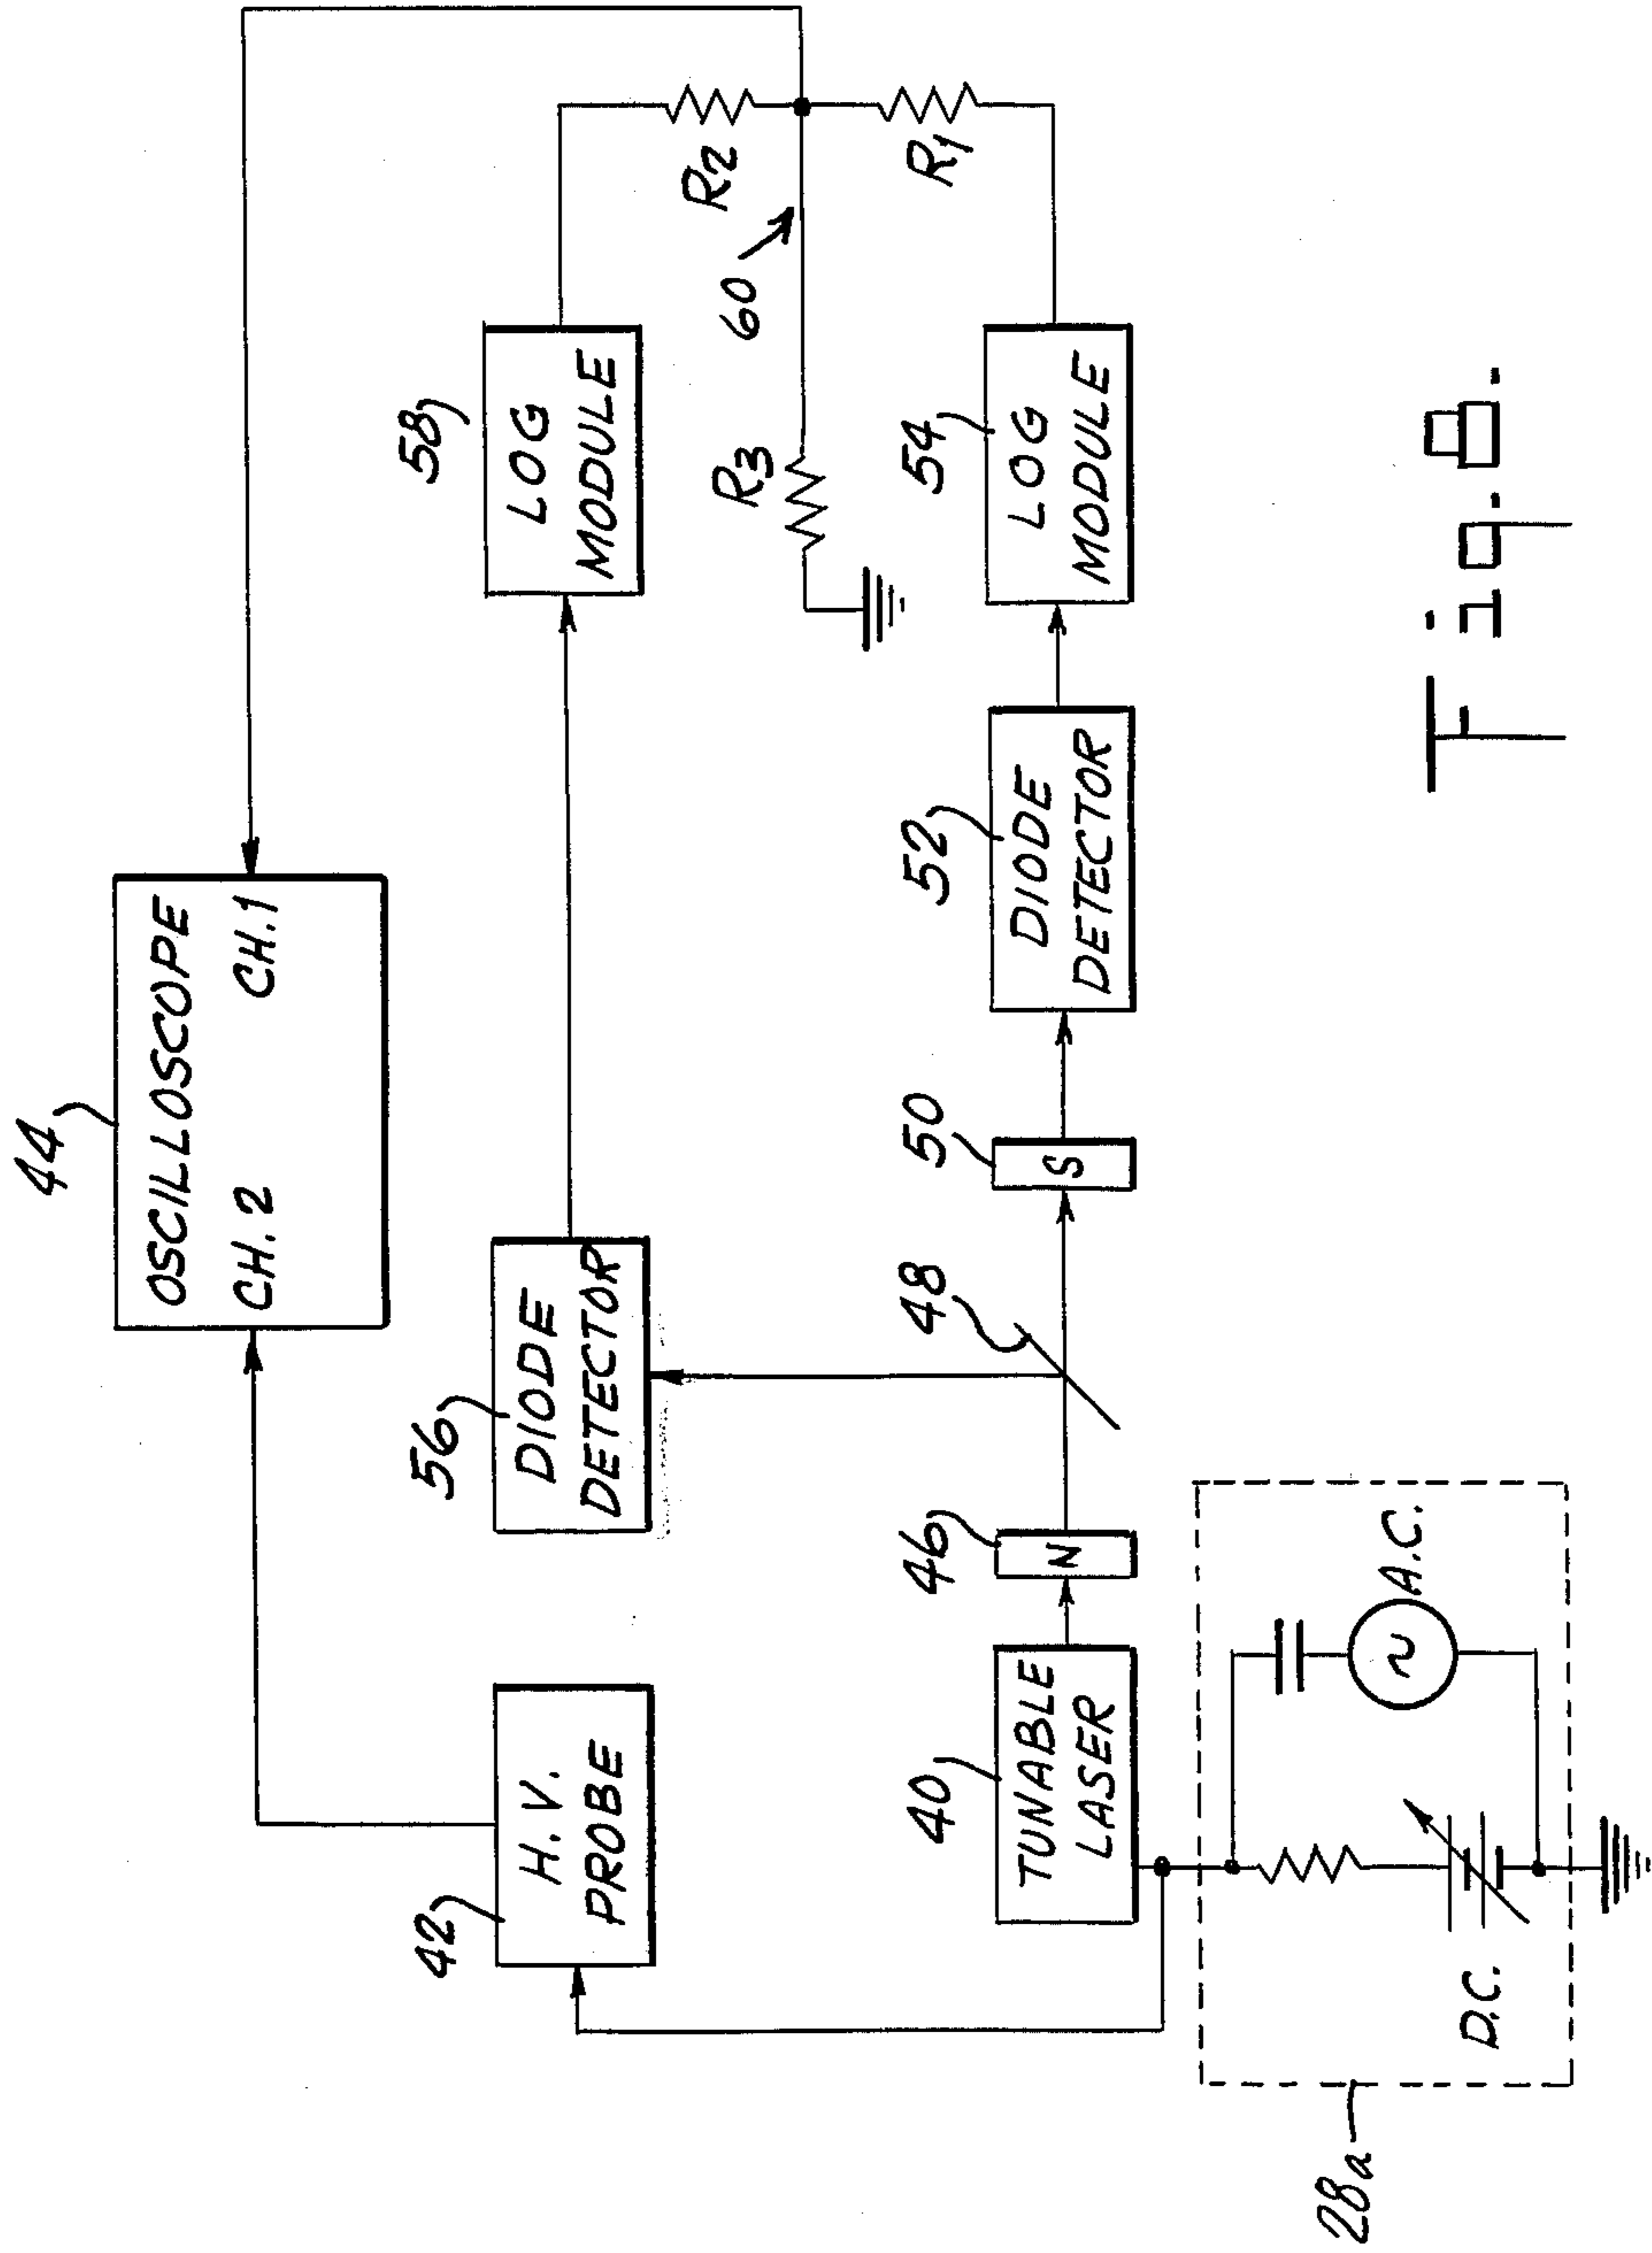 44
OSCILLOSCOPE
CH. 2 CH. 1
42
H. V.
PROBE
56
DIODE
DETECTOR
58
LOG
MODULE
R2
60
R3
R1
40
TUNABLE
LASER
46
N
48
50
S
52
DIODE
DETECTOR
54
LOG
MODULE
28a
D.C.
A.C.
Fig. 8.